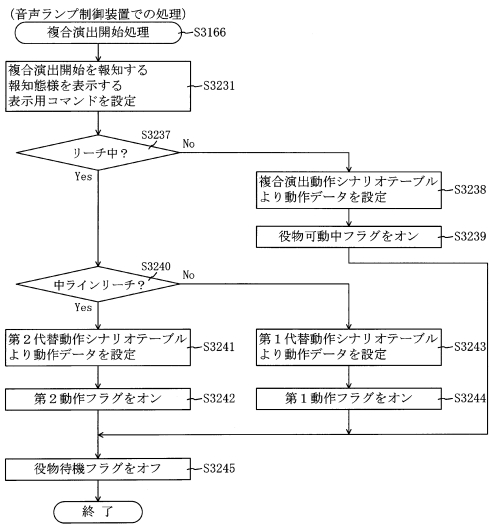 (音声ランプ制御装置での処理)
複合演出開始処理
S3166
複合演出開始を報知する
報知態様を表示する
表示用コマンドを設定
S3231
S3237
リーチ中?
No
Yes
複合演出動作シナリオテーブル
より動作データを設定
S3238
役物可動中フラグをオン
S3239
S3240
中ラインリーチ?
No
Yes
第2代替動作シナリオテーブル
より動作データを設定
S3241
第1代替動作シナリオテーブル
より動作データを設定
S3243
第2動作フラグをオン
S3242
第1動作フラグをオン
S3244
役物待機フラグをオフ
S3245
終了